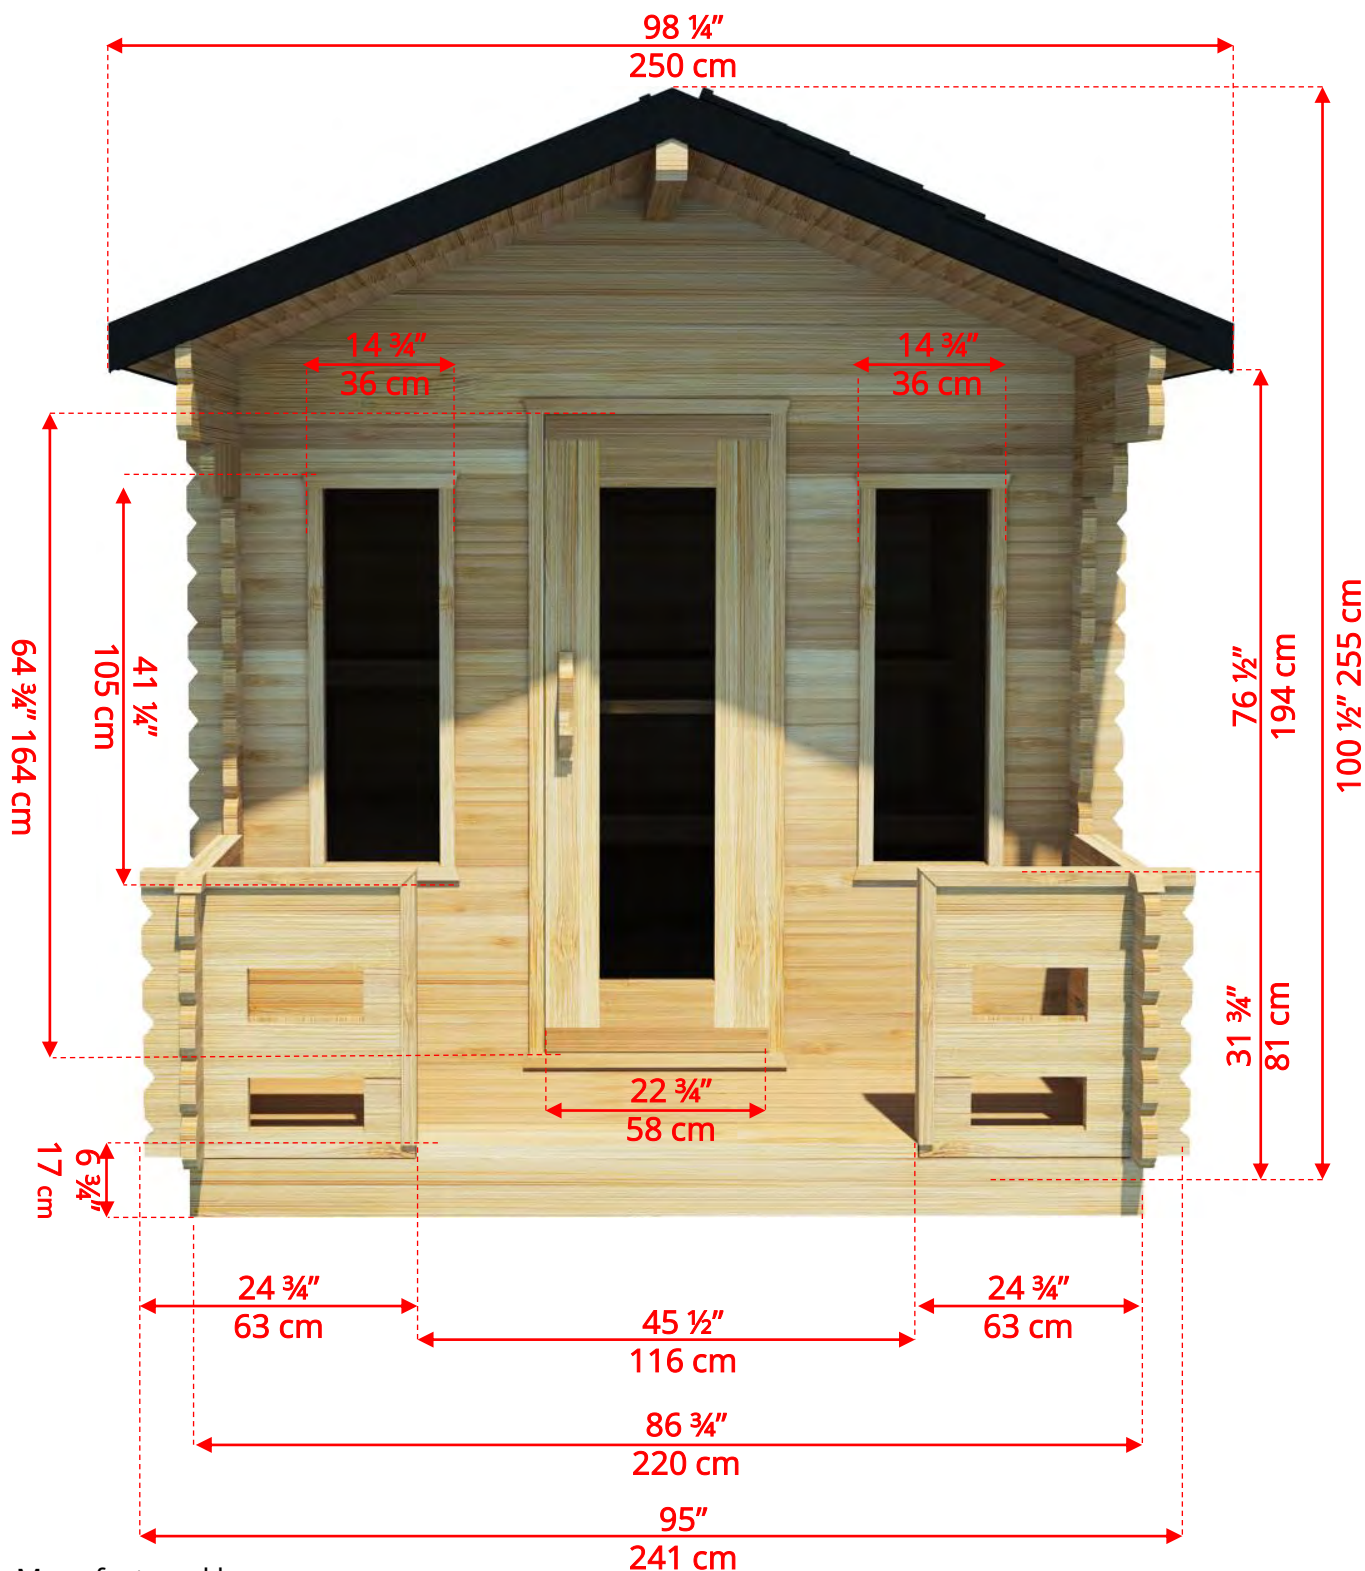 98 ¼”
250 cm
14 ¾”
36 cm
14 ¾”
36 cm
64 ¾” 164 cm
41 ¼”
105 cm
76 ½”
194 cm
100 ½” 255 cm
31 ¾”
81 cm
22 ¾”
58 cm
6 ¾”
17 cm
24 ¾”
63 cm
24 ¾”
63 cm
45 ½”
116 cm
86 ¾”
220 cm
95”
241 cm